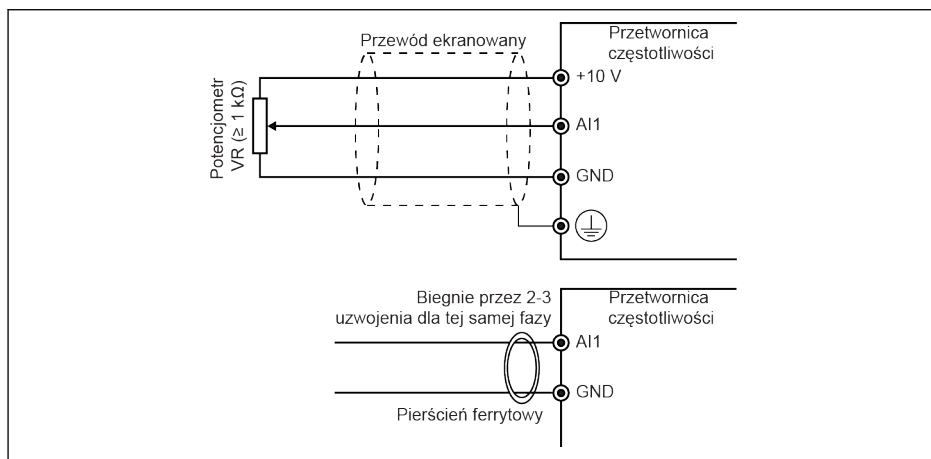 Przewód ekranowany
Przetwornica
częstotliwości
+10 V
Potencjometr
VR (≥ 1 kΩ)
AI1
GND
Biegnie przez 2-3
uzwojenia dla tej samej fazy
Przetwornica
częstotliwości
AI1
GND
Pierścień ferrytowy